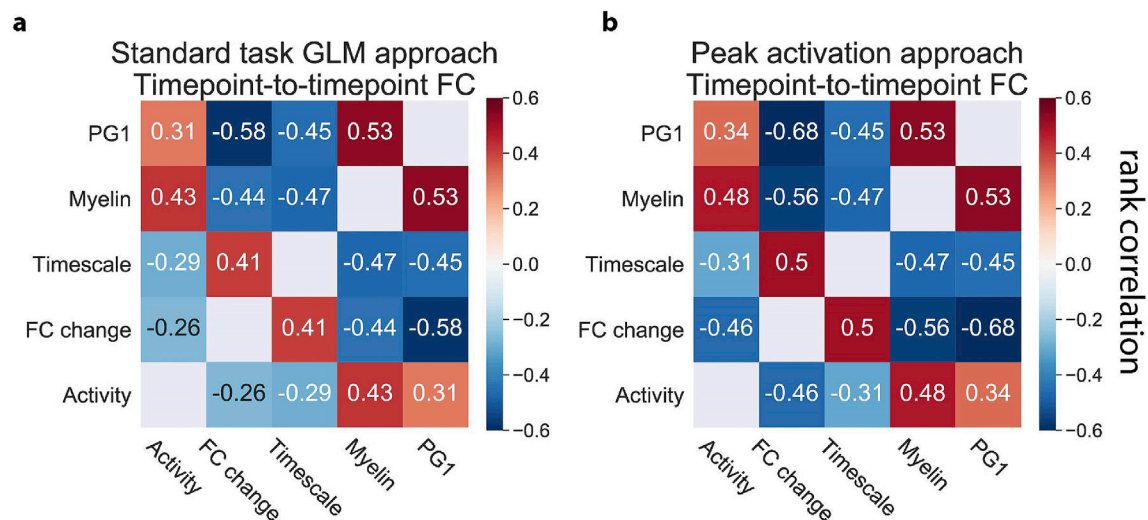 a
Standard task GLM approach
Timepoint-to-timepoint FC
PG1 0.31 -0.58 -0.45 0.53
Myelin 0.43 -0.44 -0.47 0.53
Timescale -0.29 0.41 -0.47 -0.45
FC change -0.26 0.41 -0.44 -0.58
Activity -0.26 -0.29 0.43 0.31
Activity FC change Timescale Myelin PG1
0.6
0.4
0.2
0.0
−0.2
−0.4
−0.6
b
Peak activation approach
Timepoint-to-timepoint FC
PG1 0.34 -0.68 -0.45 0.53
Myelin 0.48 -0.56 -0.47 0.53
Timescale -0.31 0.5 -0.47 -0.45
FC change -0.46 0.5 -0.56 -0.68
Activity -0.46 -0.31 0.48 0.34
Activity FC change Timescale Myelin PG1
0.6
0.4
0.2
0.0
−0.2
−0.4
−0.6
rank correlation